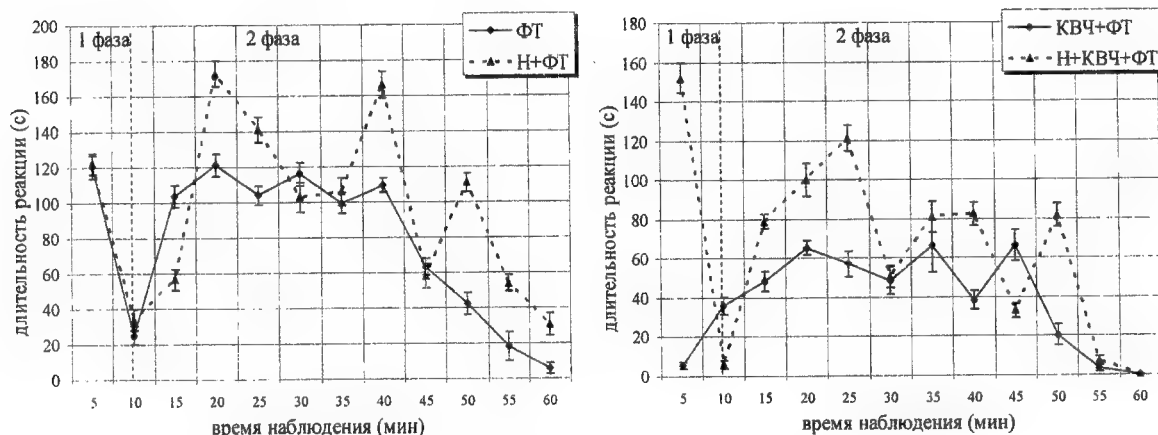 200
180
160
140
120
100
80
60
40
20
0
длительность реакции (с)
1 фаза
2 фаза
ФТ
Н+ФТ
5 10 15 20 25 30 35 40 45 50 55 60
время наблюдения (мин)
180
160
140
120
100
80
60
40
20
0
длительность реакции (с)
1 фаза
2 фаза
КВЧ+ФТ
Н+КВЧ+ФТ
5 10 15 20 25 30 35 40 45 50 55 60
время наблюдения (мин)